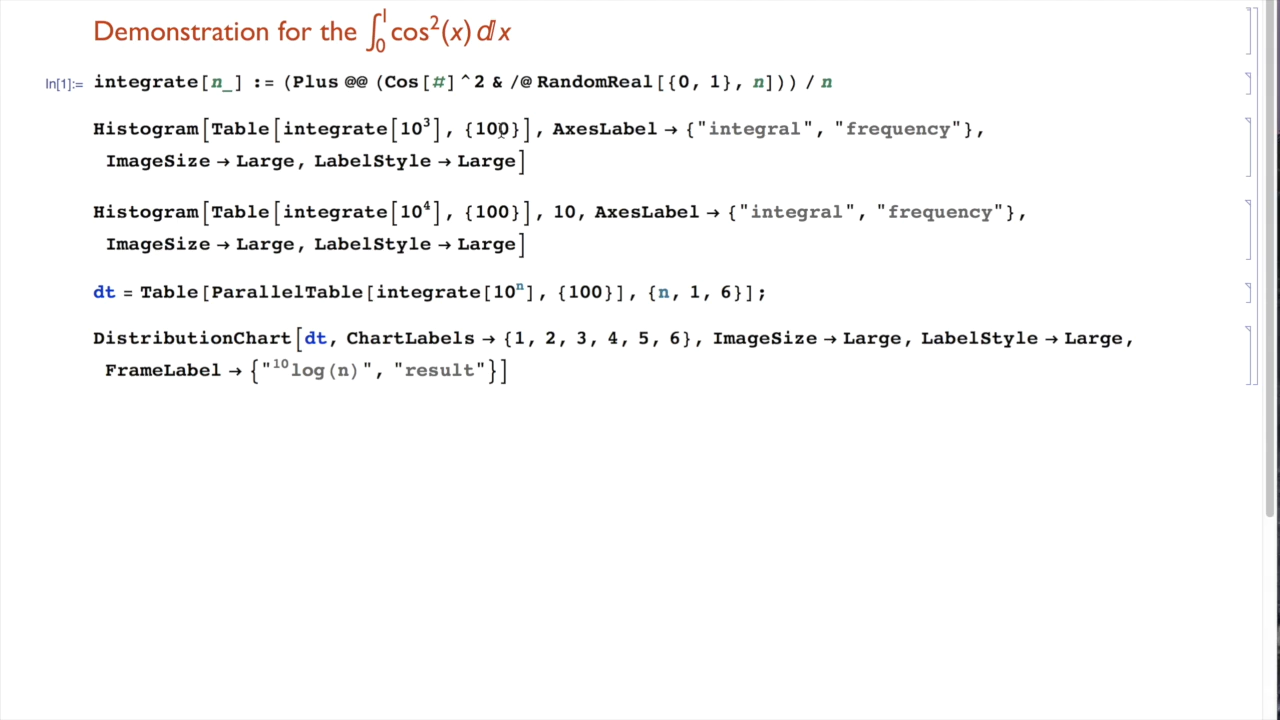 Demonstration for the ∫₀¹ cos²(x) ⅆx
In[1]:= integrate[n_] := (Plus @@ (Cos[#]^2 & /@ RandomReal[{0, 1}, n])) / n
Histogram[Table[integrate[10³], {100}], AxesLabel → {"integral", "frequency"},
ImageSize → Large, LabelStyle → Large]
Histogram[Table[integrate[10⁴], {100}], 10, AxesLabel → {"integral", "frequency"},
ImageSize → Large, LabelStyle → Large]
dt = Table[ParallelTable[integrate[10ⁿ], {100}], {n, 1, 6}];
DistributionChart[dt, ChartLabels → {1, 2, 3, 4, 5, 6}, ImageSize → Large, LabelStyle → Large,
FrameLabel → {"¹⁰log(n)", "result"}]